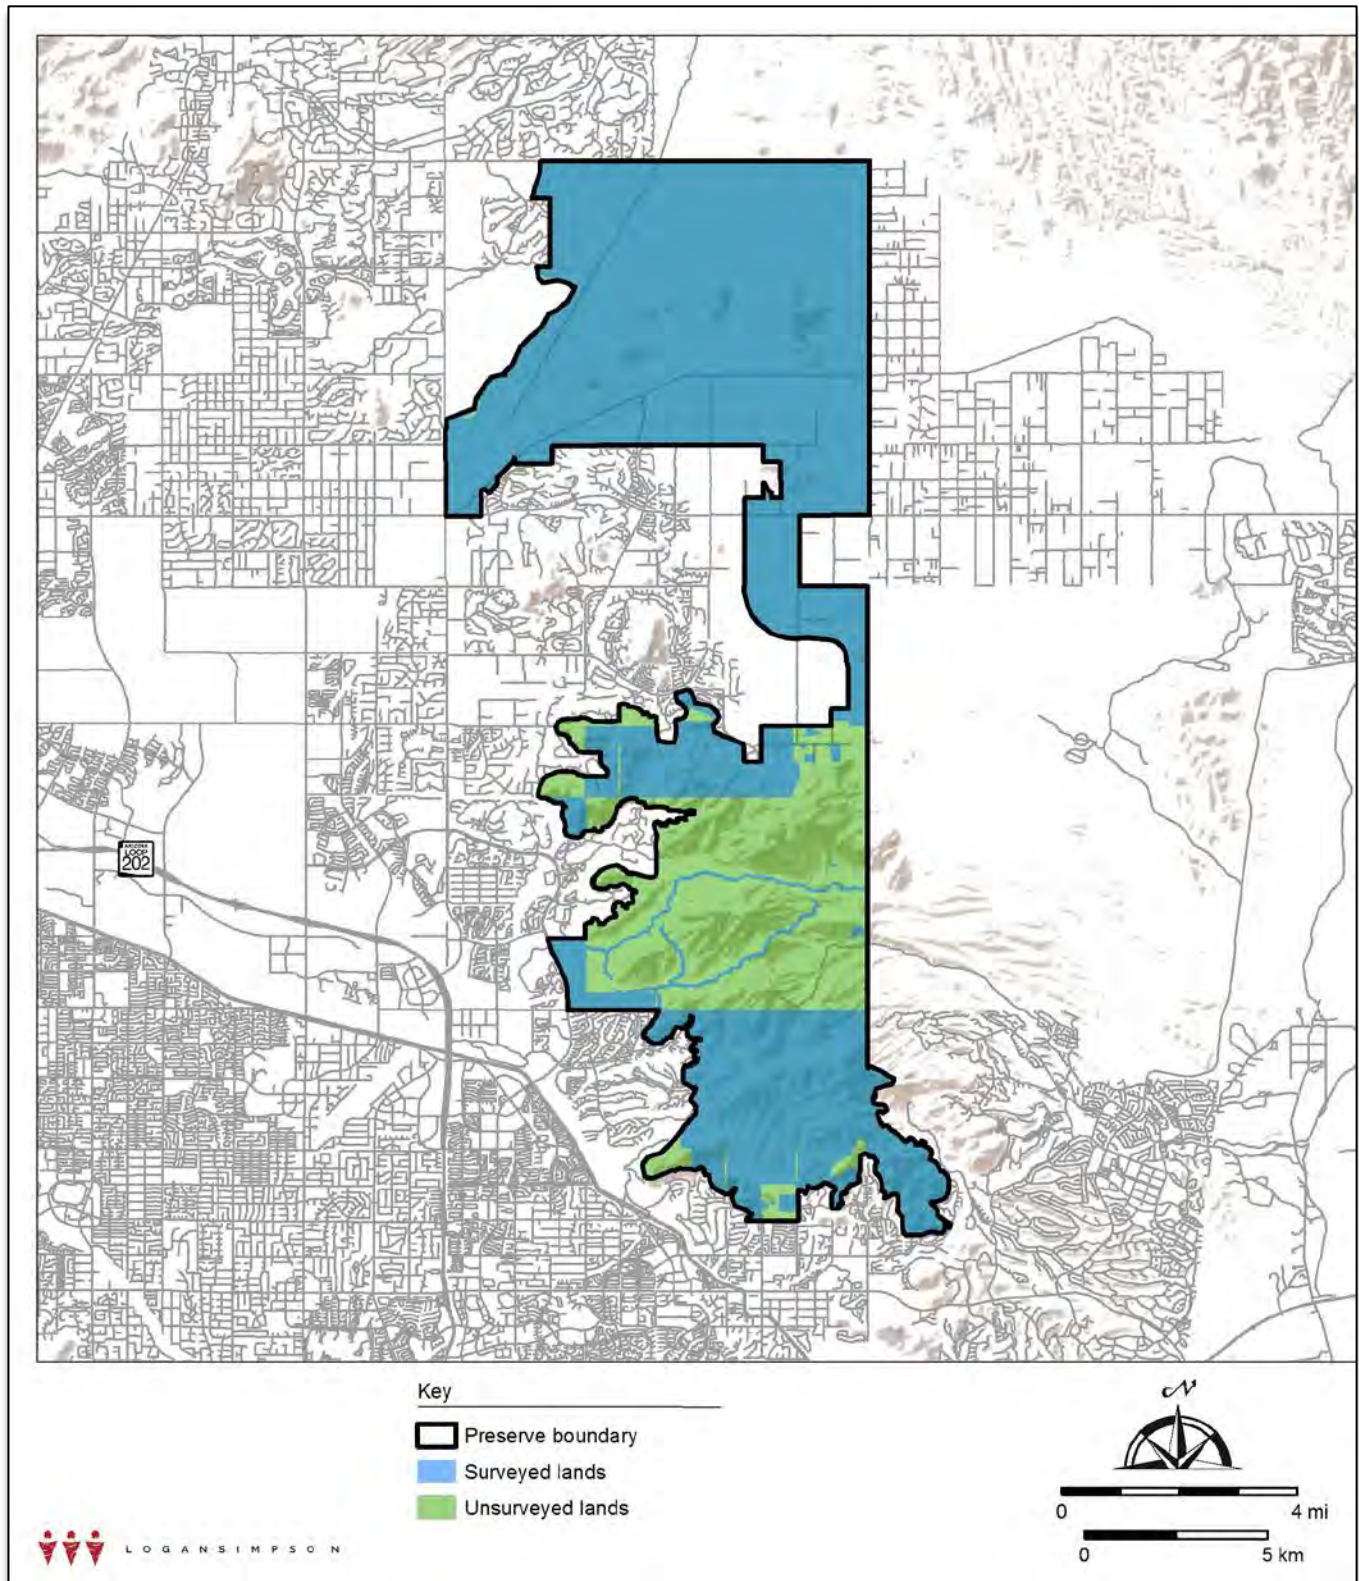 ARIZONA
LOOP
202
Key
Preserve boundary
Surveyed lands
Unsurveyed lands
N
0 4 mi
0 5 km
LOGANSIMPSON